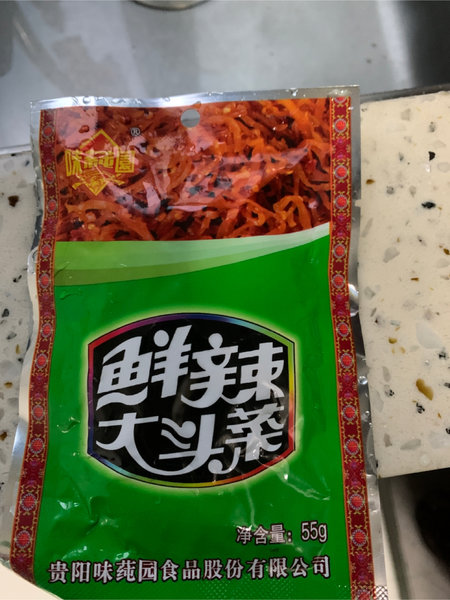 味莼园
®
鲜辣
大头菜
净含量：55g
贵阳味莼园食品股份有限公司